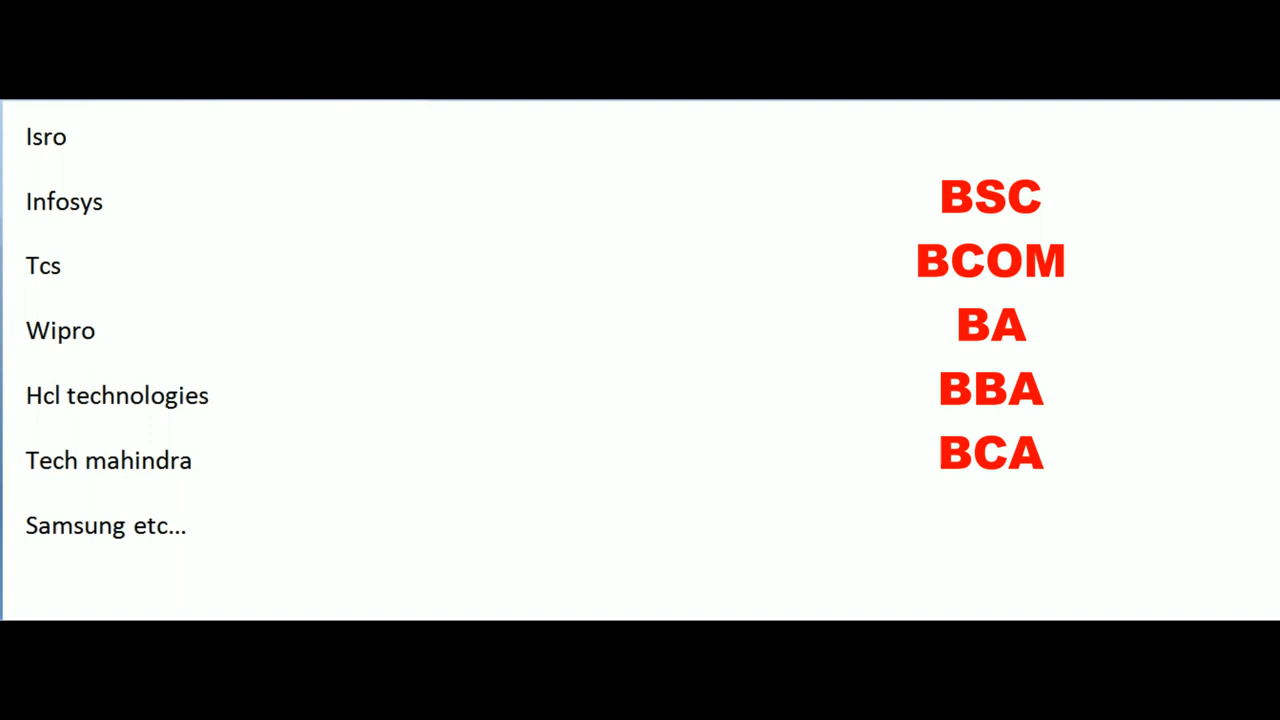 Isro
Infosys
Tcs
Wipro
Hcl technologies
Tech mahindra
Samsung etc...
BSC
BCOM
BA
BBA
BCA